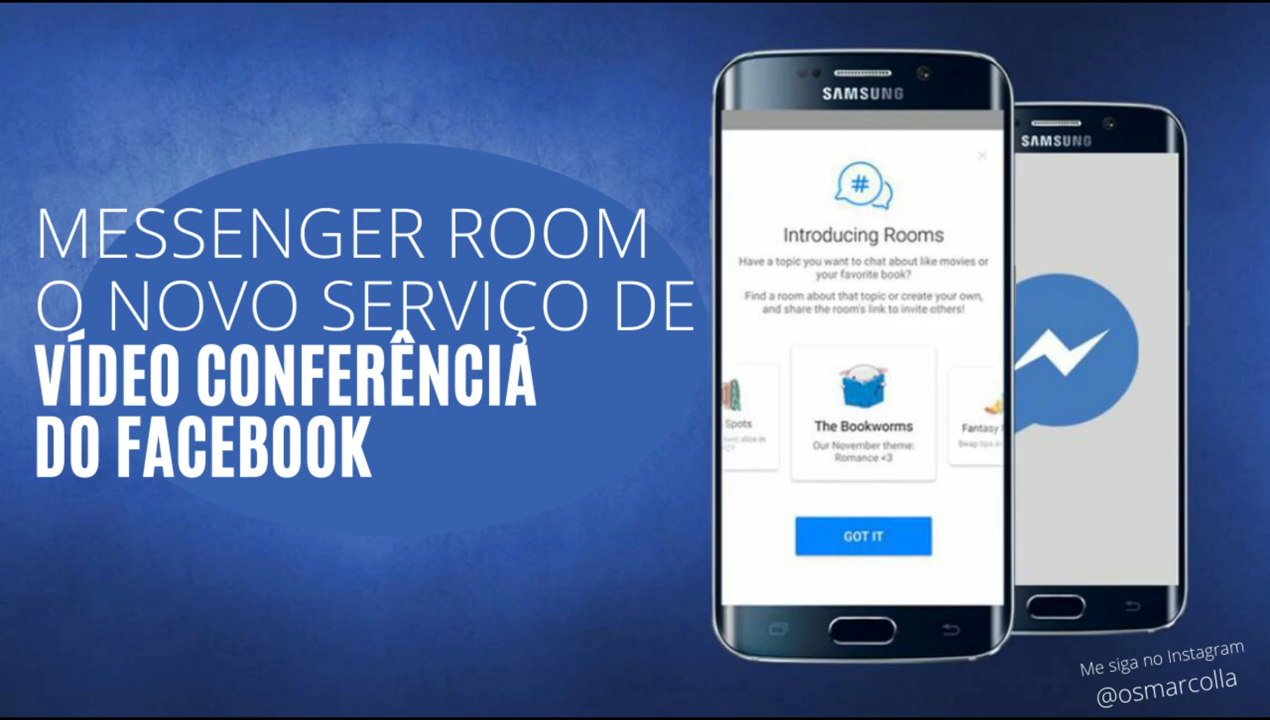 MESSENGER ROOM
O NOVO SERVIÇO DE
VÍDEO CONFERÊNCIA
DO FACEBOOK
SAMSUNG
#
Introducing Rooms
Have a topic you want to chat about like movies or
your favorite book?
Find a room about that topic or create your own,
and share the room's link to invite others!
Spots
The Bookworms
Our November theme:
Romance <3
Fantasy
Swap tips
GOT IT
SAMSUNG
Me siga no Instagram
@osmarcolla